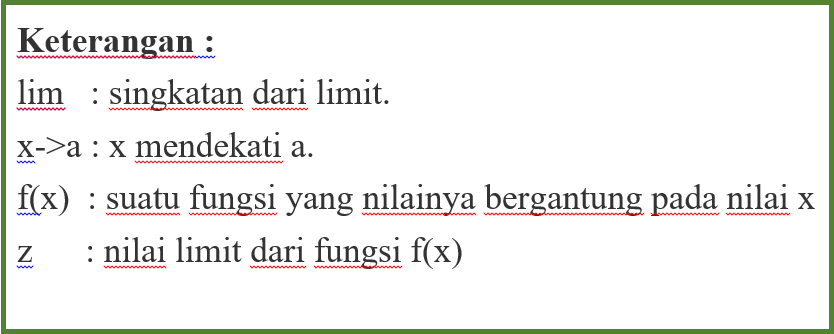 Keterangan :
lim : singkatan dari limit.
x->a : x mendekati a.
f(x) : suatu fungsi yang nilainya bergantung pada nilai x
z : nilai limit dari fungsi f(x)